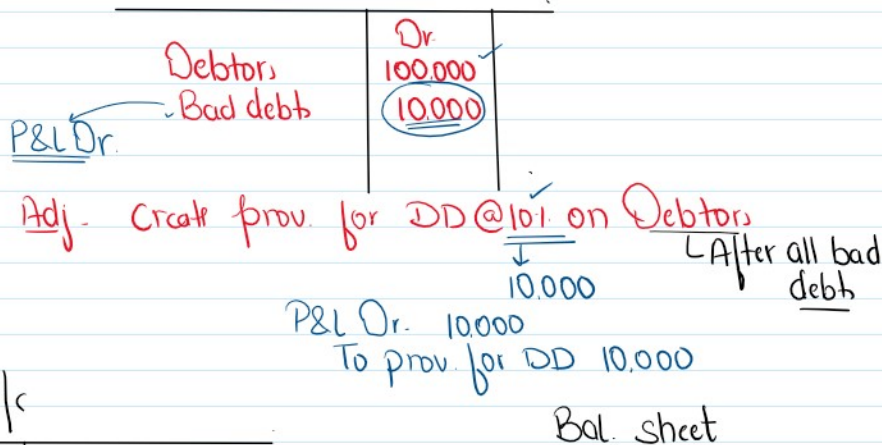 Dr.
Debtors 100.000
Bad debts 10.000
P&L Dr.
Adj - Create prov. for DD @10% on Debtors
After all bad debts
10.000
P&L Dr. 10.000
To prov. for DD 10.000
Bal. sheet